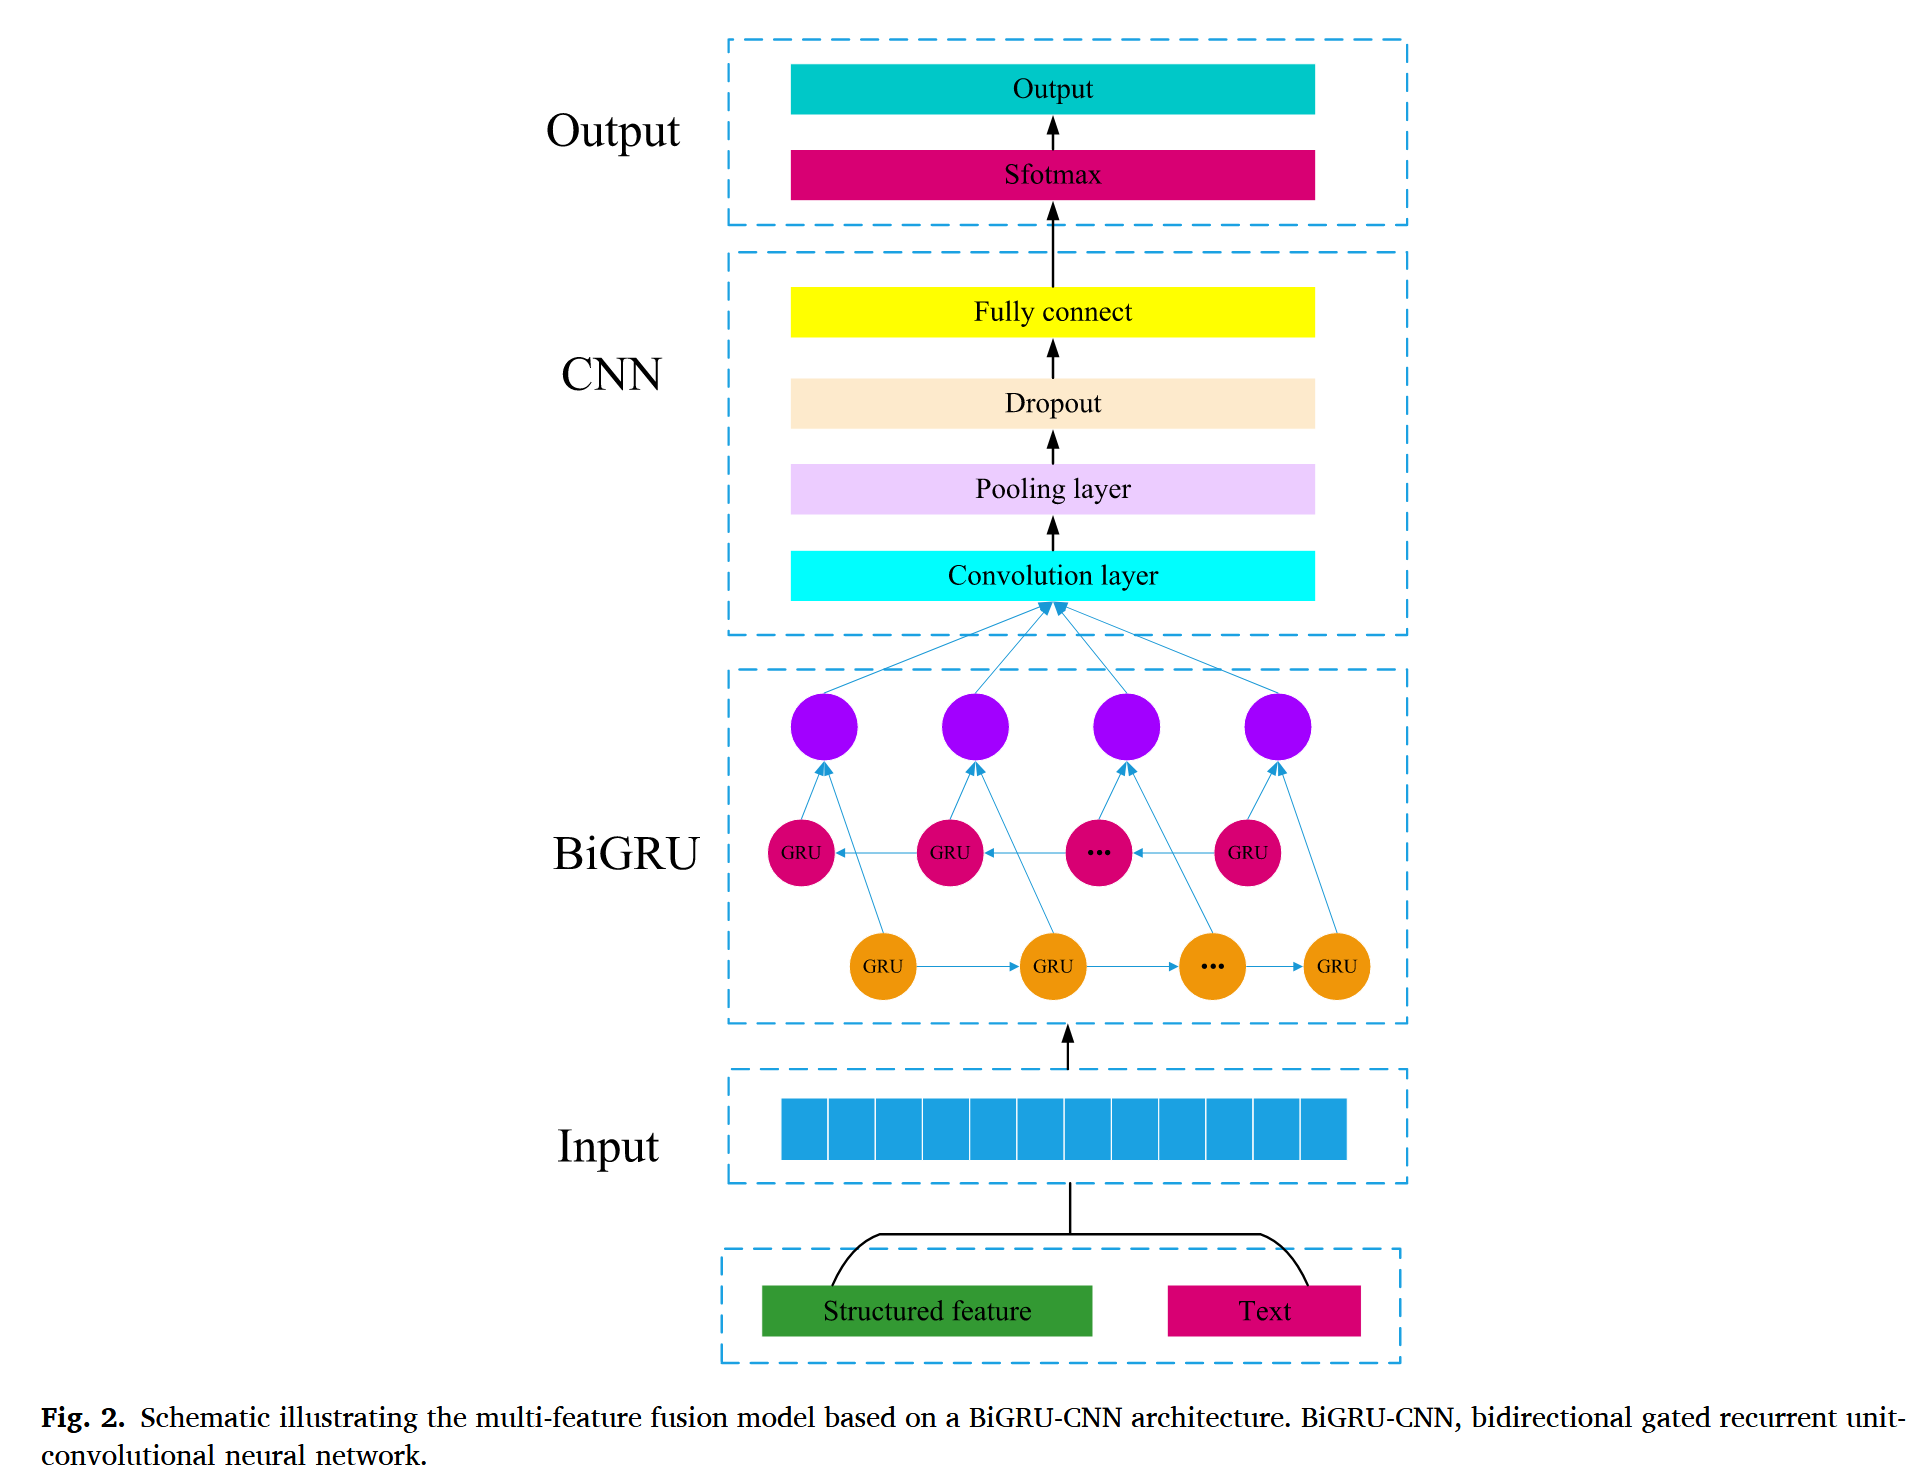 Output
Output
Sfotmax
CNN
Fully connect
Dropout
Pooling layer
Convolution layer
BiGRU
GRU GRU ••• GRU
GRU GRU ••• GRU
Input
Structured feature Text
Fig. 2. Schematic illustrating the multi-feature fusion model based on a BiGRU-CNN architecture. BiGRU-CNN, bidirectional gated recurrent unit-
convolutional neural network.